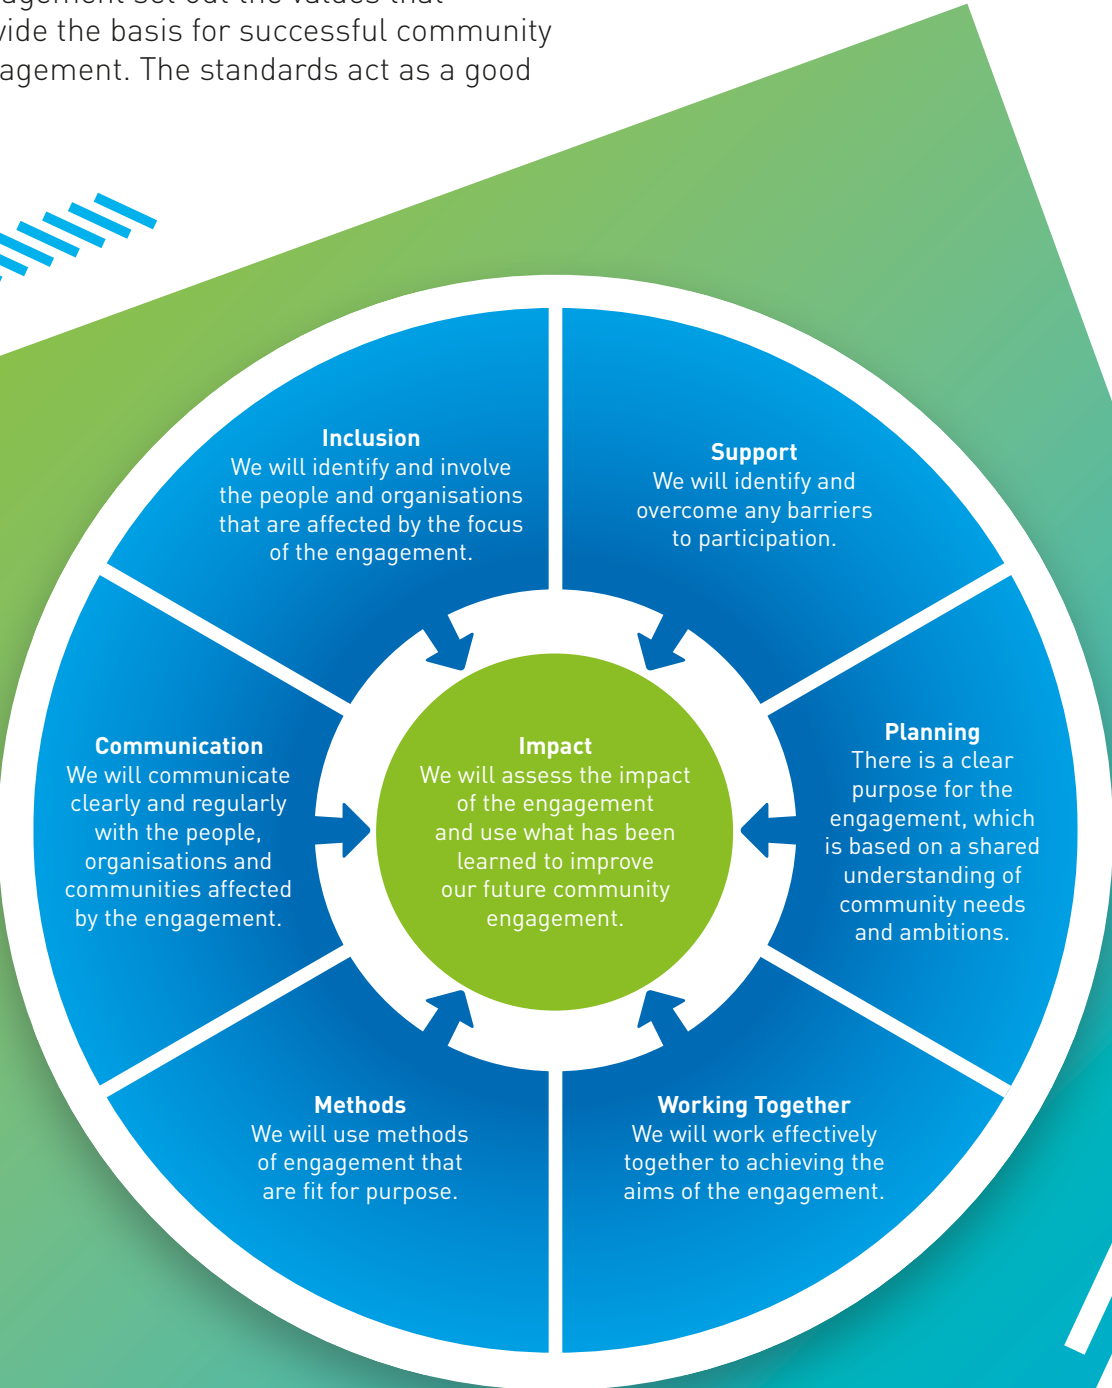 set out the values that
the basis for successful community
The standards act as a good
Inclusion
We will identify and involve
the people and organisations
that are affected by the focus
of the engagement.
Support
We will identify and
overcome any barriers
to participation.
Communication
We will communicate
clearly and regularly
with the people,
organisations and
communities affected
by the engagement.
Impact
We will assess the impact
of the engagement
and use what has been
learned to improve
our future community
engagement.
Planning
There is a clear
purpose for the
engagement, which
is based on a shared
understanding of
community needs
and ambitions.
Methods
We will use methods
of engagement that
are fit for purpose.
Working Together
We will work effectively
together to achieving the
aims of the engagement.